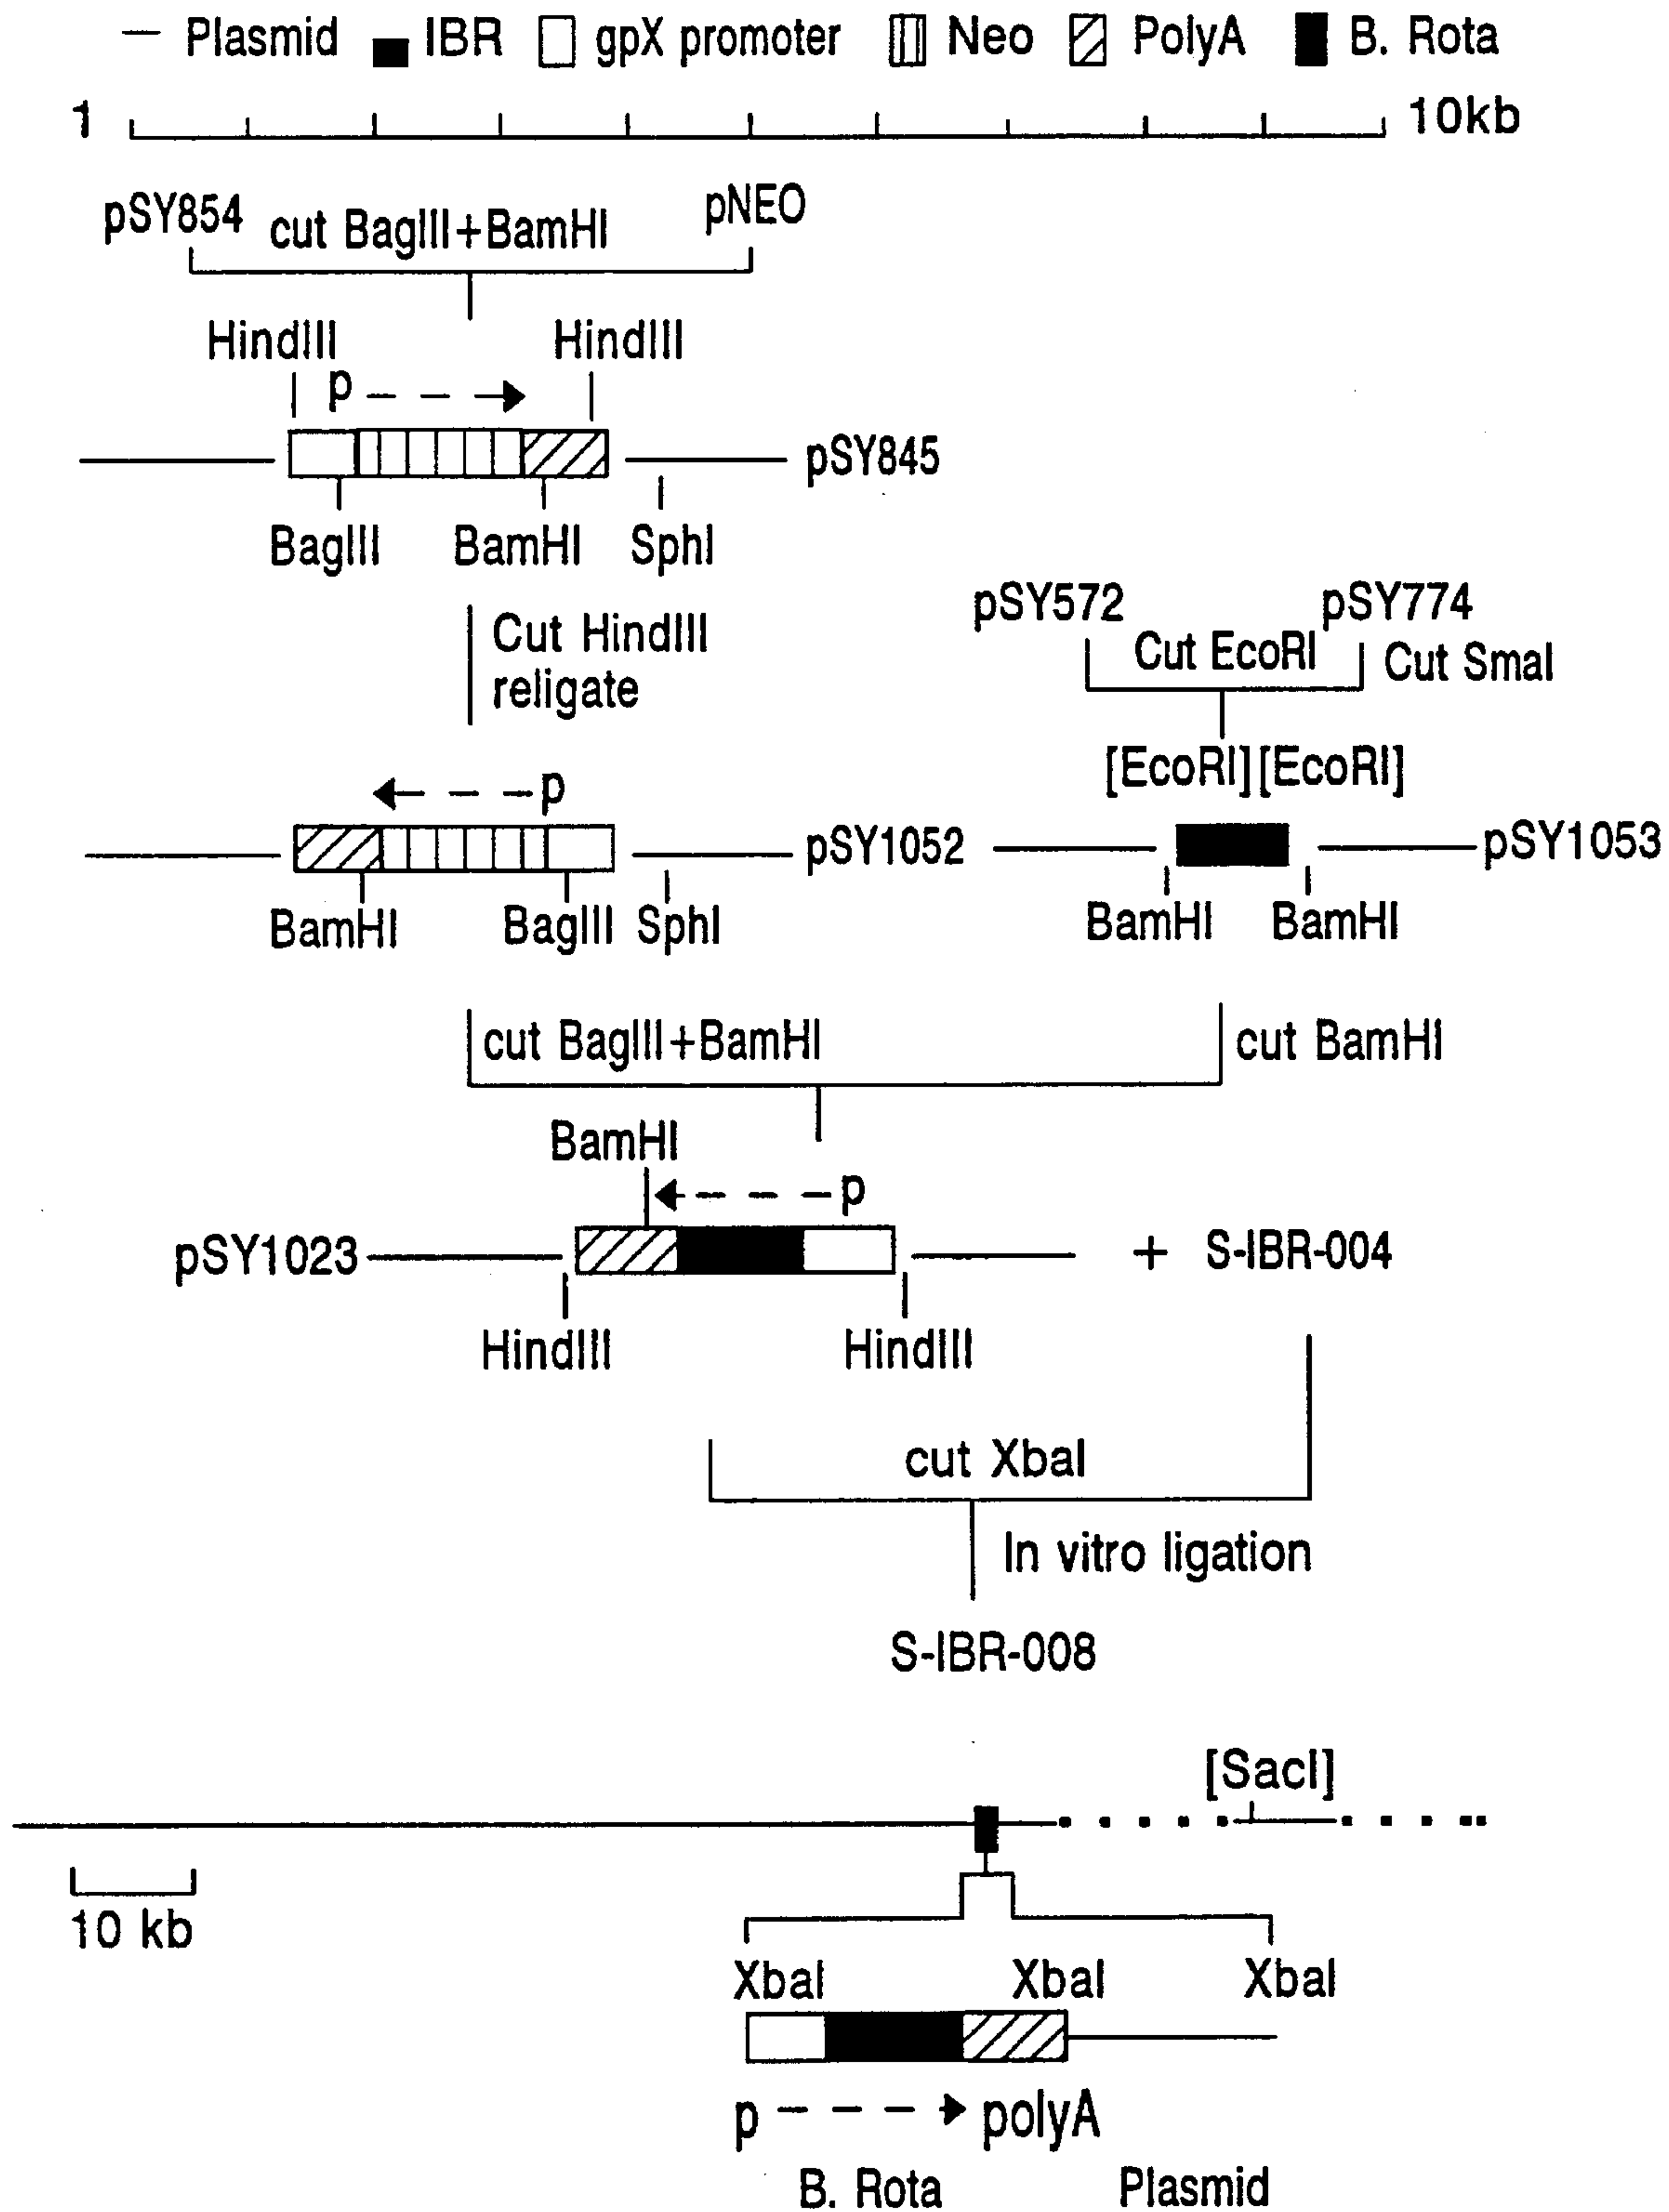 Plasmid IBR gpX promoter Neo PolyA B. Rota
1 10kb
pSY854 cut BagIII+BamHI pNEO
HindIII HindIII
p
pSY845
BagIII BamHI SphI
Cut HindIII
religate
pSY572 pSY774
Cut EcoRI Cut SmaI
[EcoRI][EcoRI]
p
pSY1052 pSY1053
BamHI BagIII SphI BamHI BamHI
cut BagIII+BamHI cut BamHI
BamHI
p
pSY1023 + S-IBR-004
HindIII HindIII
cut XbaI
In vitro ligation
S-IBR-008
[SacI]
10 kb
XbaI XbaI XbaI
p polyA
B. Rota Plasmid